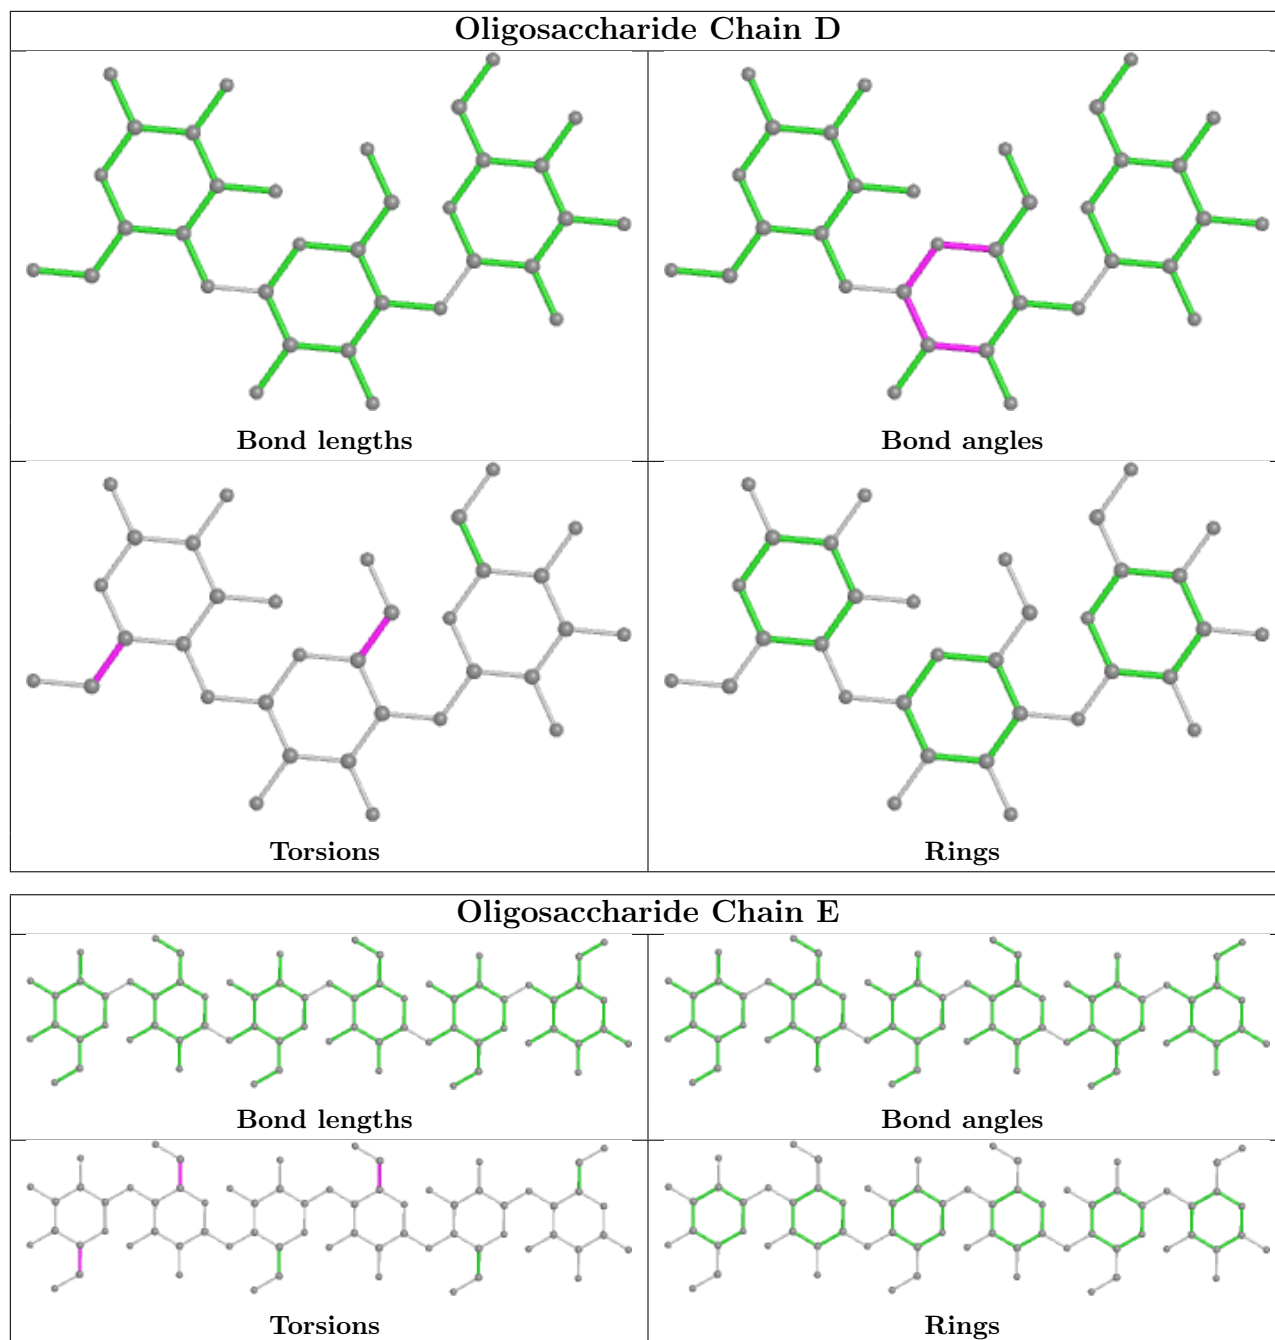 Oligosaccharide Chain D
Bond lengths
Bond angles
Torsions
Rings
Oligosaccharide Chain E
Bond lengths
Bond angles
Torsions
Rings